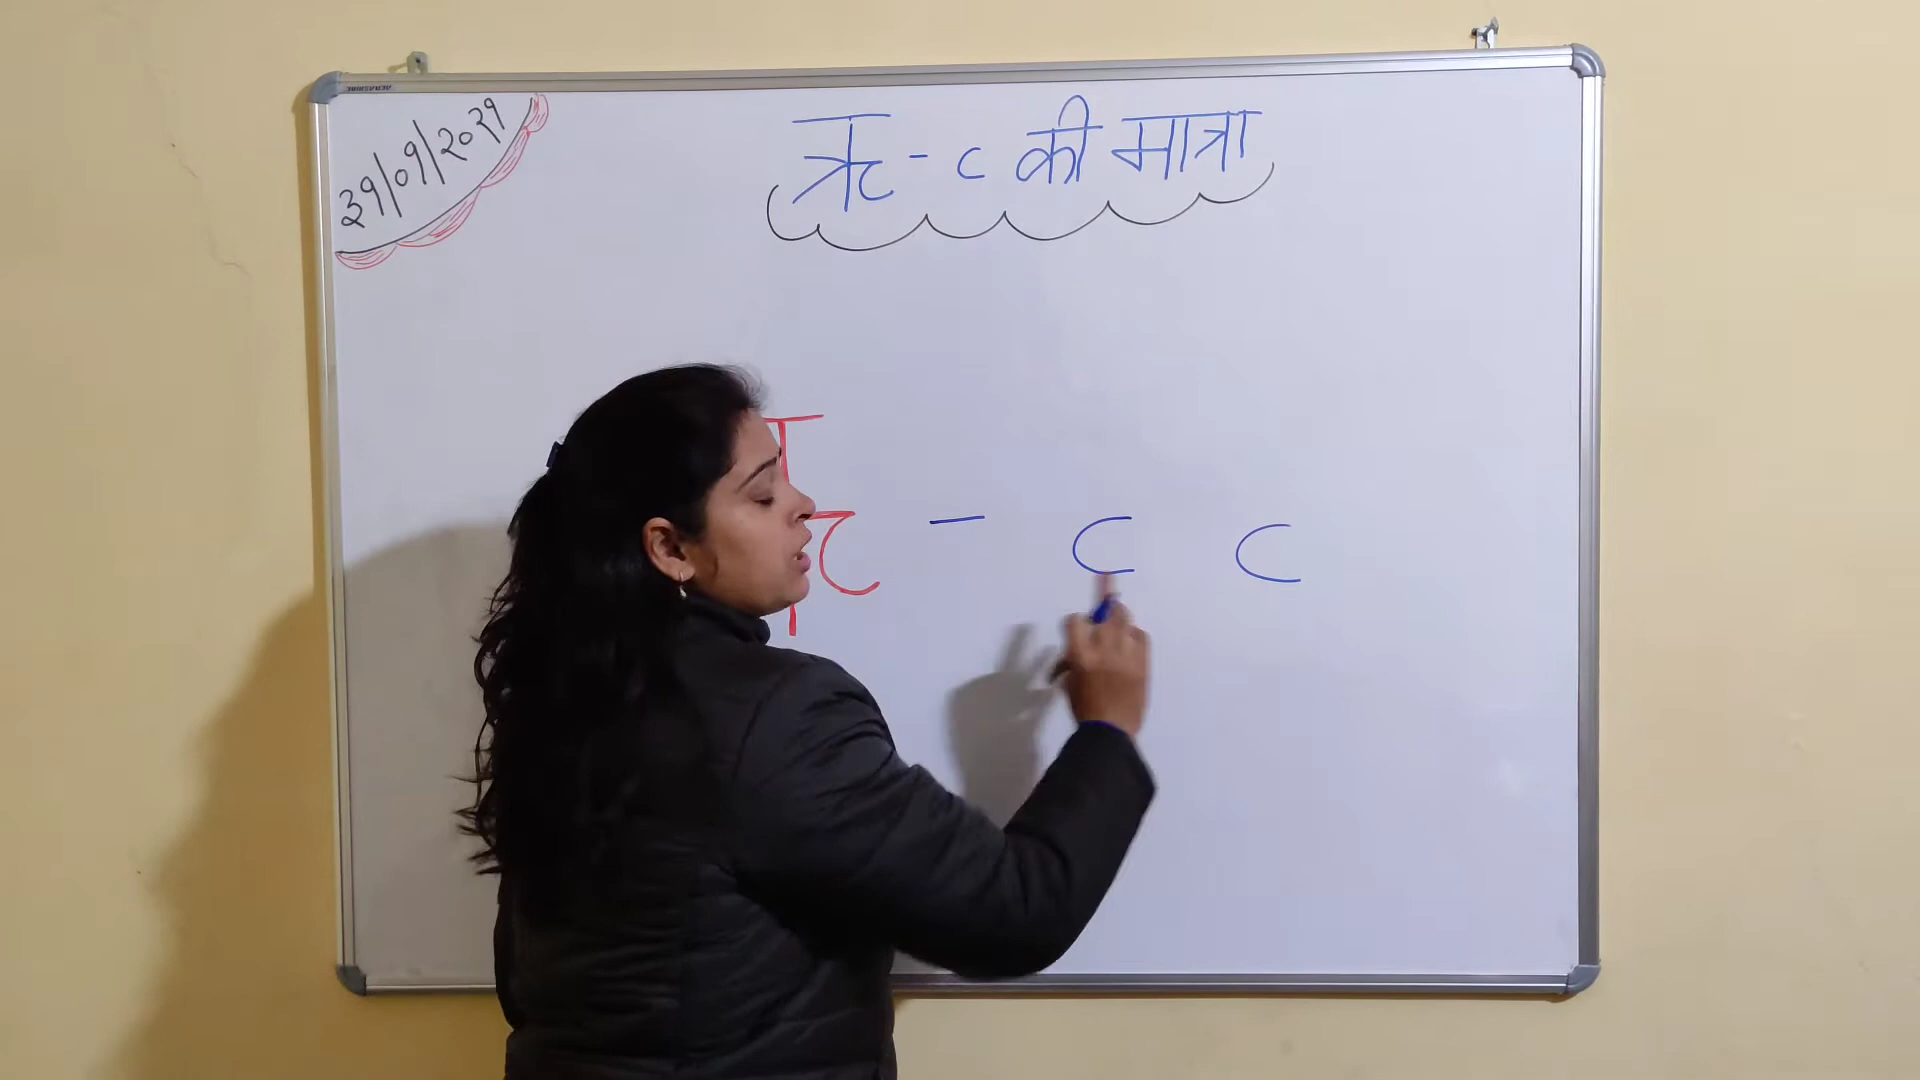 ३१/०१/२०२१
ऋ - ृ की मात्रा
ऋ - ृ ृ